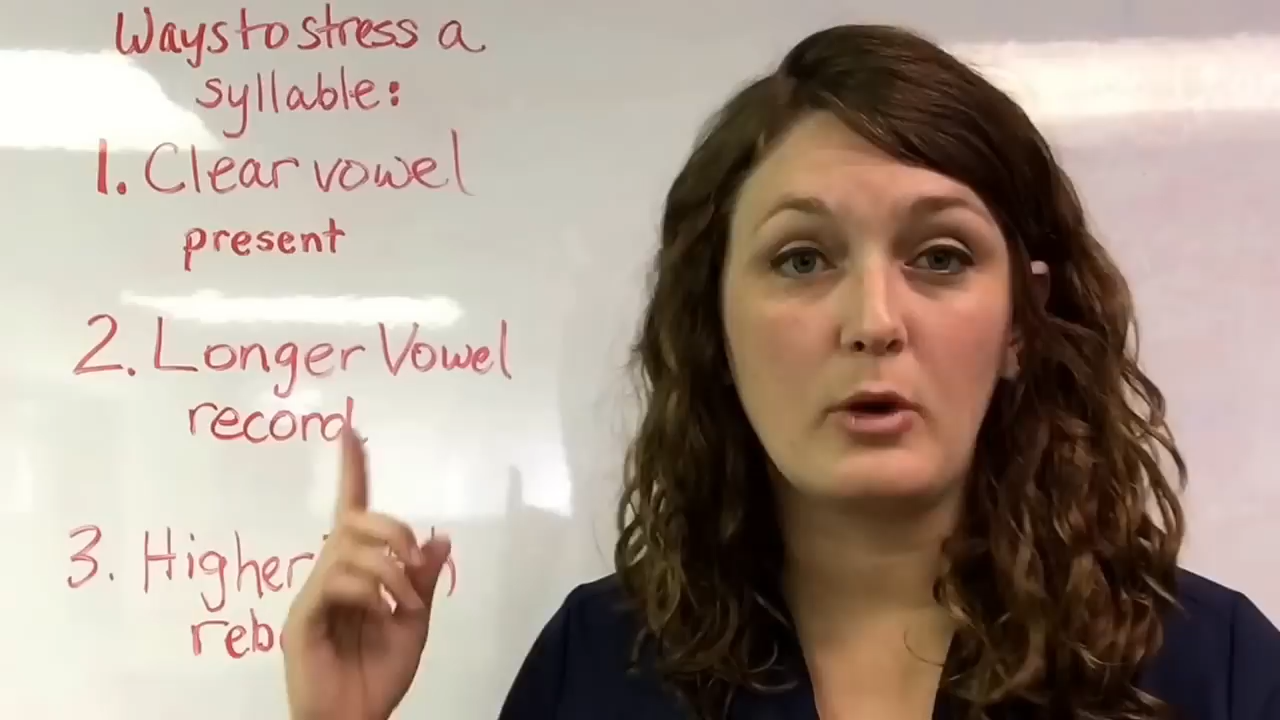 Ways to stress a
syllable:
1. Clear vowel
present
2. Longer Vowel
record
3. Higher